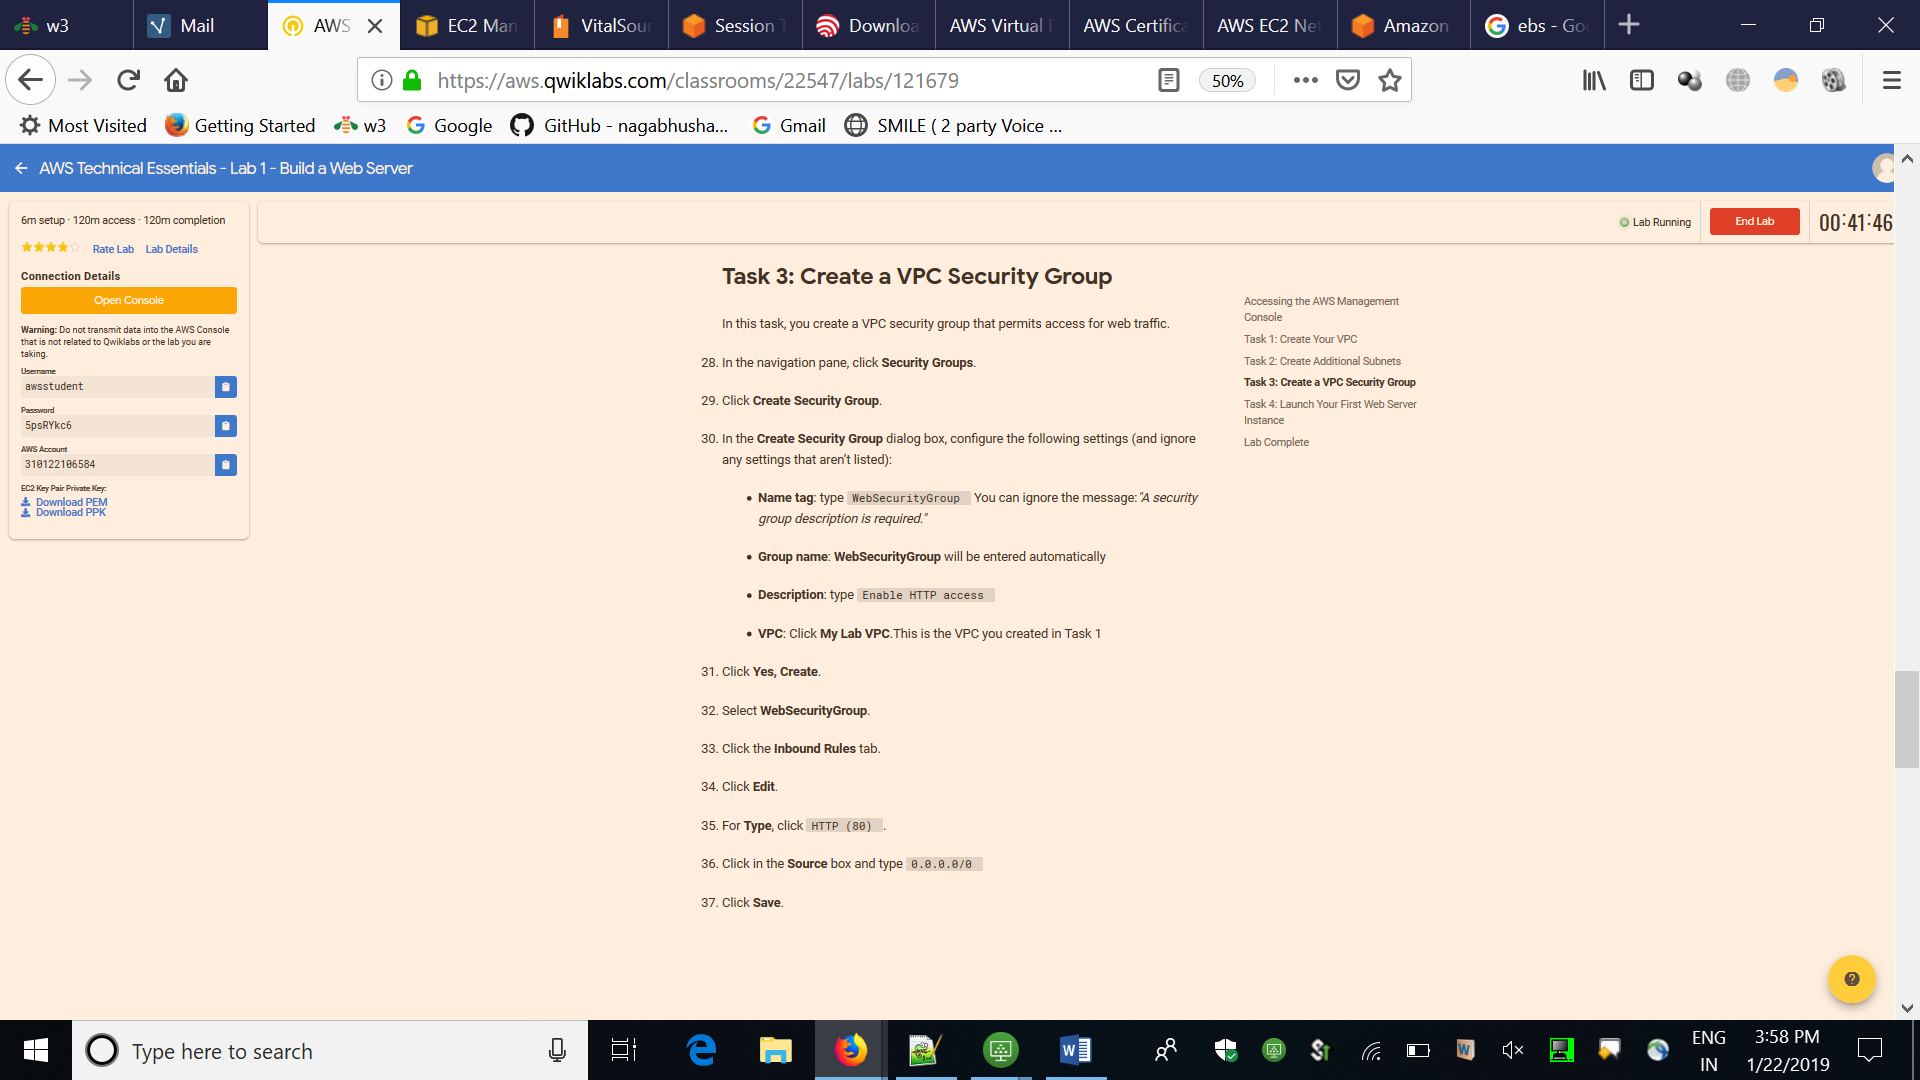 w3
Mail
AWS
EC2 Man
VitalSou
Session
Downloa
AWS Virtual
AWS Certifica
AWS EC2 Ne
Amazon
ebs - Go
https://aws.qwiklabs.com/classrooms/22547/labs/121679
50%
Most Visited
Getting Started
w3
Google
GitHub - nagabhusha...
Gmail
SMILE ( 2 party Voice ...
AWS Technical Essentials - Lab 1 - Build a Web Server
6m setup · 120m access · 120m completion
Rate Lab
Lab Details
Connection Details
Open Console
Warning: Do not transmit data into the AWS Console
that is not related to Qwiklabs or the lab you are
taking.
Username
awsstudent
Password
5psRYkc6
AWS Account
310122106584
EC2 Key Pair Private Key:
Download PEM
Download PPK
Lab Running
End Lab
00:41:46
Task 3: Create a VPC Security Group
In this task, you create a VPC security group that permits access for web traffic.
28. In the navigation pane, click Security Groups.
29. Click Create Security Group.
30. In the Create Security Group dialog box, configure the following settings (and ignore
any settings that aren't listed):
• Name tag: type WebSecurityGroup You can ignore the message:"A security
group description is required."
• Group name: WebSecurityGroup will be entered automatically
• Description: type Enable HTTP access
• VPC: Click My Lab VPC.This is the VPC you created in Task 1
31. Click Yes, Create.
32. Select WebSecurityGroup.
33. Click the Inbound Rules tab.
34. Click Edit.
35. For Type, click HTTP (80) .
36. Click in the Source box and type 0.0.0.0/0
37. Click Save.
Accessing the AWS Management
Console
Task 1: Create Your VPC
Task 2: Create Additional Subnets
Task 3: Create a VPC Security Group
Task 4: Launch Your First Web Server
Instance
Lab Complete
Type here to search
ENG
IN
3:58 PM
1/22/2019